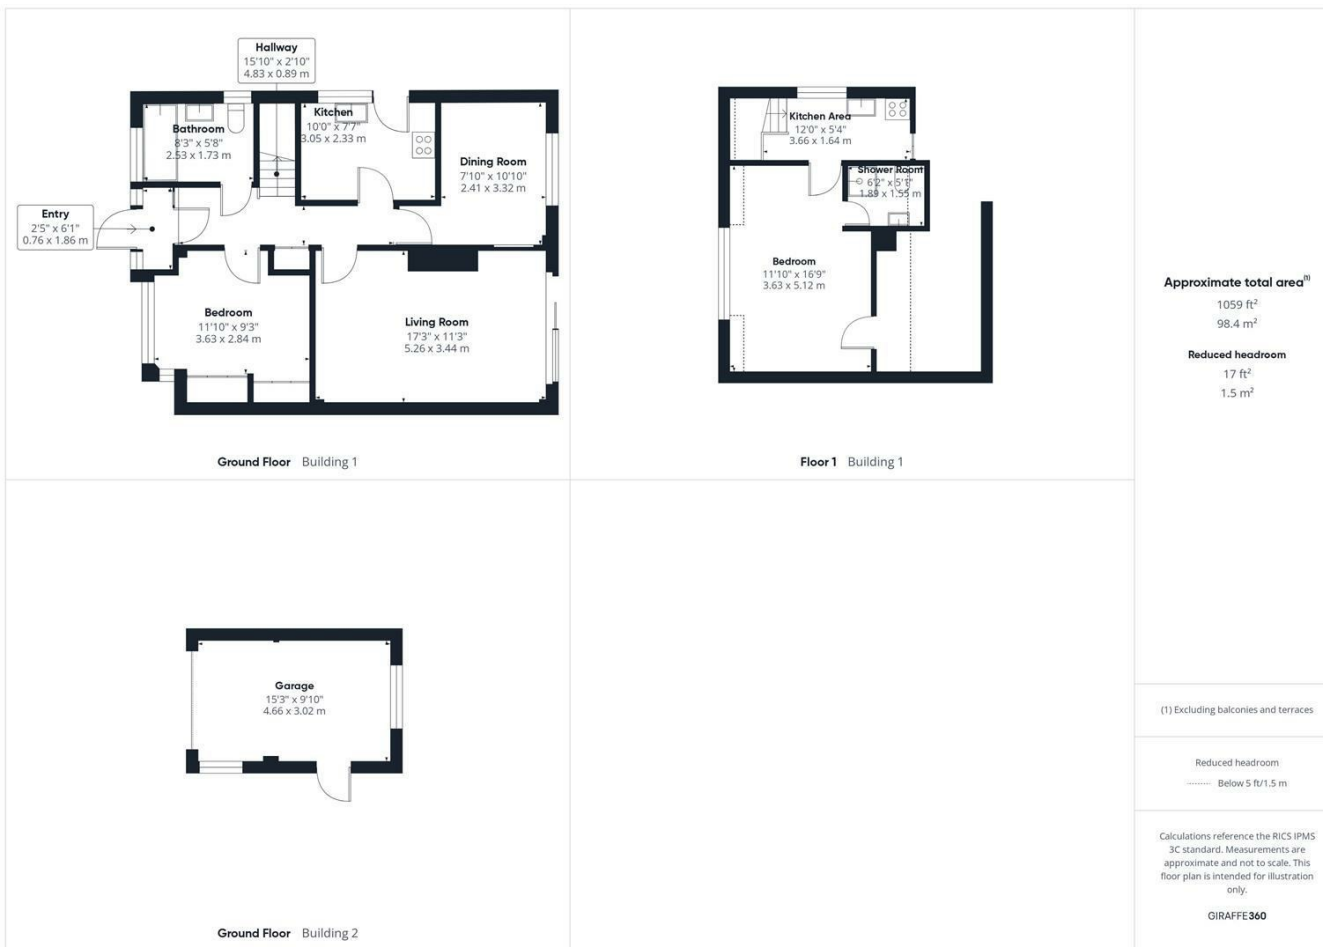 Hallway
15'10" x 2'10"
4.83 x 0.89 m
Bathroom
8'3" x 5'8"
2.53 x 1.73 m
Kitchen
10'0" x 7'7"
3.05 x 2.33 m
Dining Room
7'10" x 10'10"
2.41 x 3.32 m
Entry
2'5" x 6'1"
0.76 x 1.86 m
Bedroom
11'10" x 9'3"
3.63 x 2.84 m
Living Room
17'3" x 11'3"
5.26 x 3.44 m
Ground Floor Building 1
Kitchen Area
12'0" x 5'4"
3.66 x 1.64 m
Shower Room
6'2" x 5'1"
1.89 x 1.55 m
Bedroom
11'10" x 16'9"
3.63 x 5.12 m
Floor 1 Building 1
Garage
15'3" x 9'10"
4.66 x 3.02 m
Ground Floor Building 2
Approximate total area(1)
1059 ft²
98.4 m²
Reduced headroom
17 ft²
1.5 m²
(1) Excluding balconies and terraces
Reduced headroom
Below 5 ft/1.5 m
Calculations reference the RICS IPMS
3C standard. Measurements are
approximate and not to scale. This
floor plan is intended for illustration
only.
GIRAFFE360